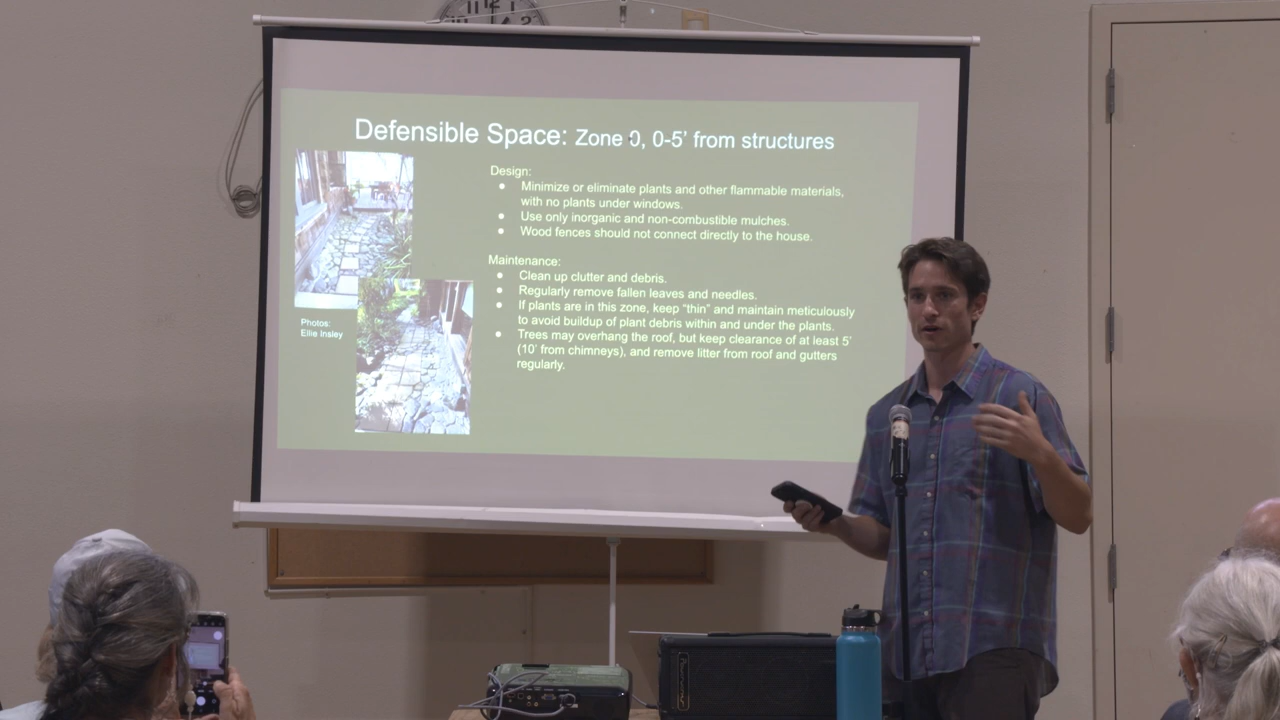 Defensible Space: Zone 0, 0-5' from structures
Design:
● Minimize or eliminate plants and other flammable materials,
with no plants under windows.
● Use only inorganic and non-combustible mulches.
● Wood fences should not connect directly to the house.
Maintenance:
● Clean up clutter and debris.
● Regularly remove fallen leaves and needles.
● If plants are in this zone, keep "thin" and maintain meticulously
to avoid buildup of plant debris within and under the plants.
● Trees may overhang the roof, but keep clearance of at least 5'
(10' from chimneys), and remove litter from roof and gutters
regularly.
Photos:
Ellie Insley